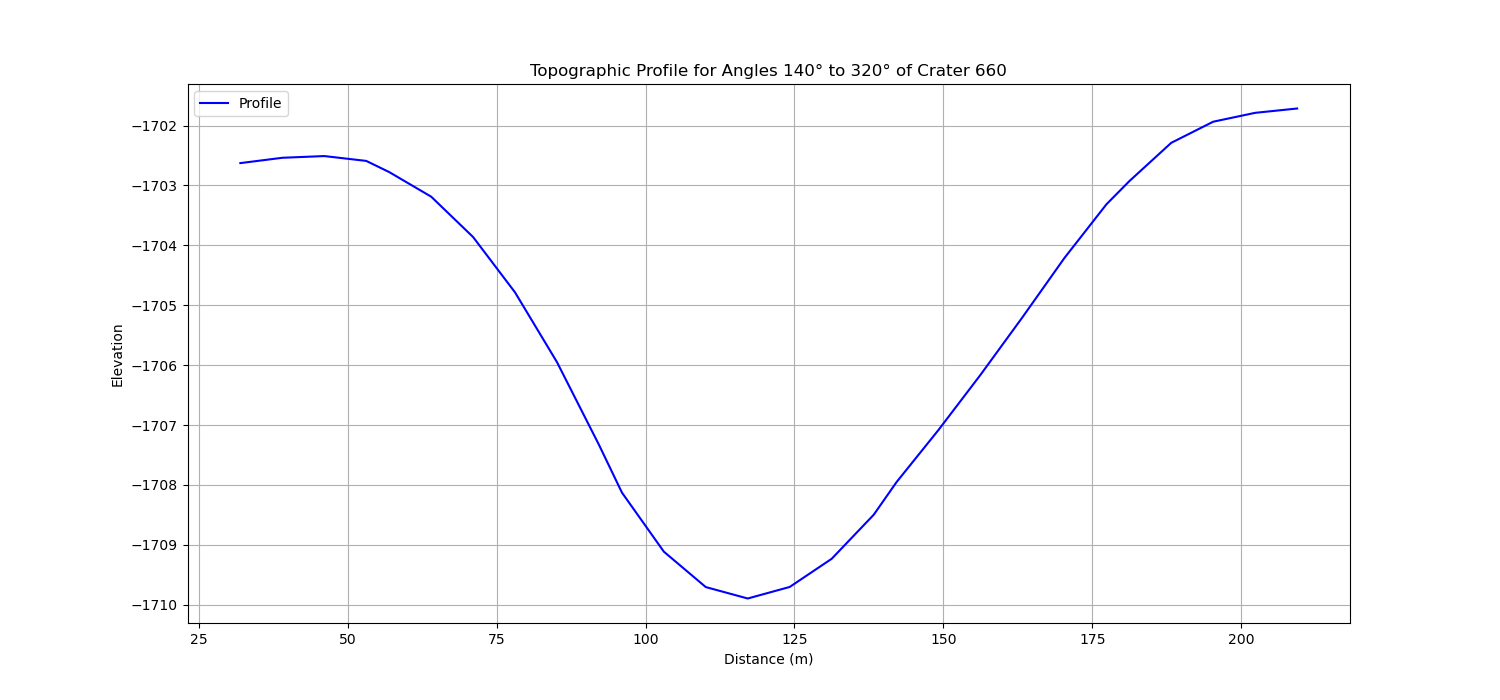 Topographic Profile for Angles 140° to 320° of Crater 660
Profile
−1702
−1703
−1704
−1705
−1706
−1707
−1708
−1709
−1710
Elevation
25 50 75 100 125 150 175 200
Distance (m)